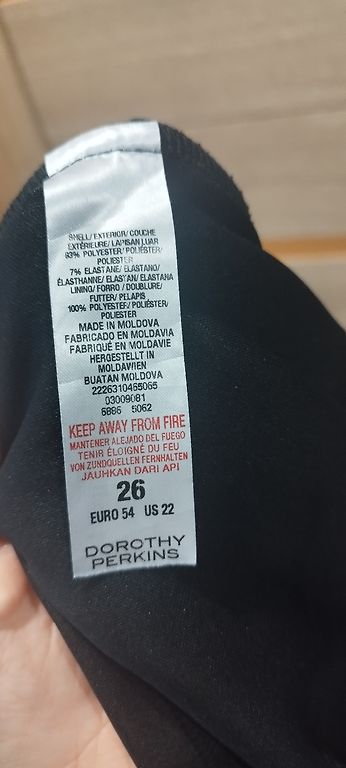 SHELL/EXTERIOR/COUCHE
EXTÉRIEURE/LAPISAN LUAR
93% POLYESTER/POLIÉSTER/
POLIESTER
7% ELASTANE/ELASTANO/
ÉLASTHANNE/ELASTAN/ELASTANA
LINING/FORRO/DOUBLURE/
FUTTER/PELAPIS
100% POLYESTER/POLIÉSTER/
POLIESTER
MADE IN MOLDOVA
FABRICADO EN MOLDAVIA
FABRIQUÉ EN MOLDAVIE
HERGESTELLT IN
MOLDAWIEN
BUATAN MOLDOVA
2226310465065
03009081
6886 5062
KEEP AWAY FROM FIRE
MANTENER ALEJADO DEL FUEGO
TENIR ÉLOIGNÉ DU FEU
VON ZUNDQUELLEN FERNHALTEN
JAUHKAN DARI API
26
EURO 54 US 22
DOROTHY
PERKINS